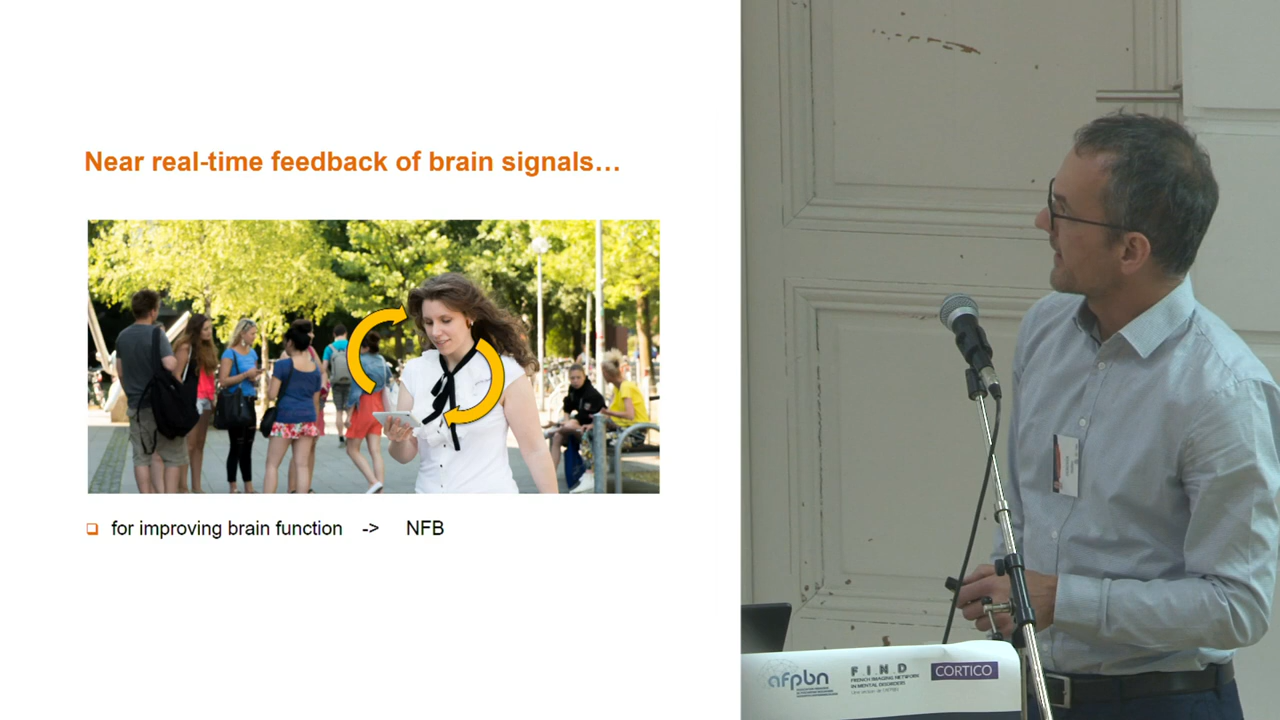 Near real-time feedback of brain signals…
for improving brain function -> NFB
afpbn
F I N D
FRENCH IMAGING NETWORK
IN MENTAL DISORDERS
CORTICO